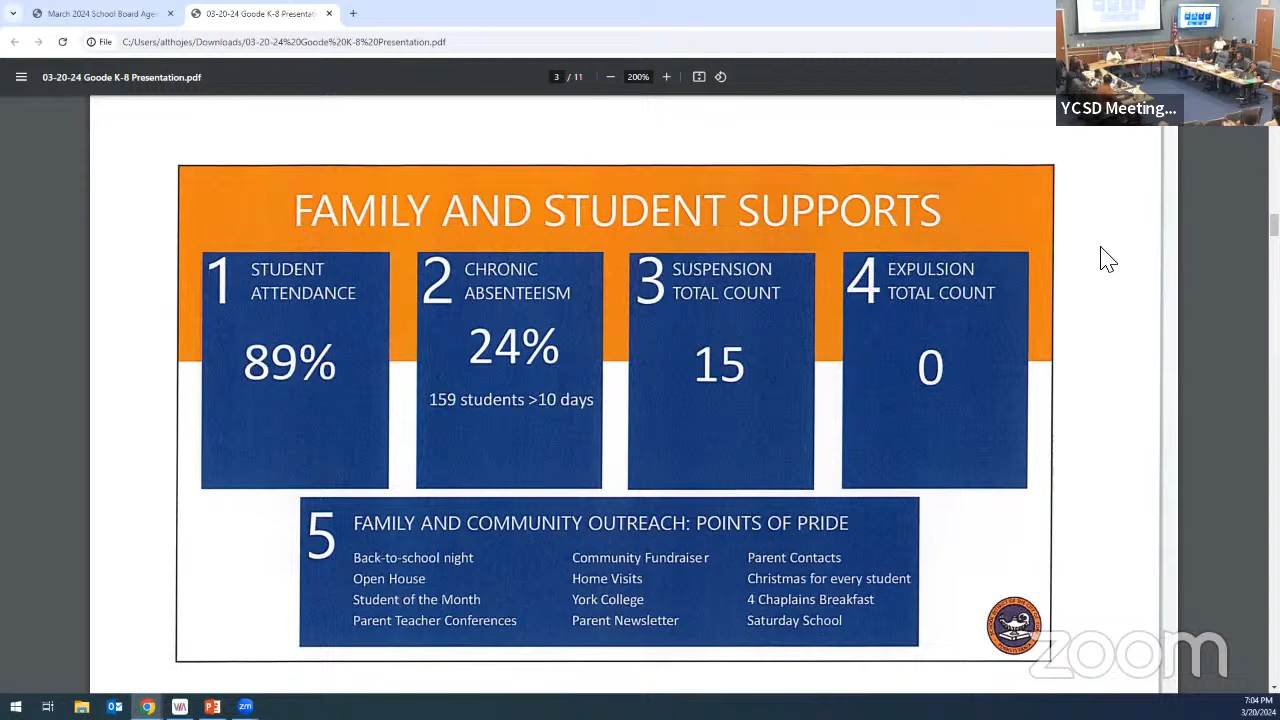 March 2024 School Board Agen
03-20-24 Goode K-8 Presentati
File
C:/Users/althojes/Downloads/03-20-24%20Goode%20K-8%20Presentation.pdf
03-20-24 Goode K-8 Presentation.pdf
3 / 11
200%
YCSD Meeting...
FAMILY AND STUDENT SUPPORTS
1 STUDENT
ATTENDANCE
89%
2 CHRONIC
ABSENTEEISM
24%
159 students >10 days
3 SUSPENSION
TOTAL COUNT
15
4 EXPULSION
TOTAL COUNT
0
5 FAMILY AND COMMUNITY OUTREACH: POINTS OF PRIDE
Back-to-school night
Open House
Student of the Month
Parent Teacher Conferences
Community Fundraiser
Home Visits
York College
Parent Newsletter
Parent Contacts
Christmas for every student
4 Chaplains Breakfast
Saturday School
zoom
7:04 PM
3/20/2024